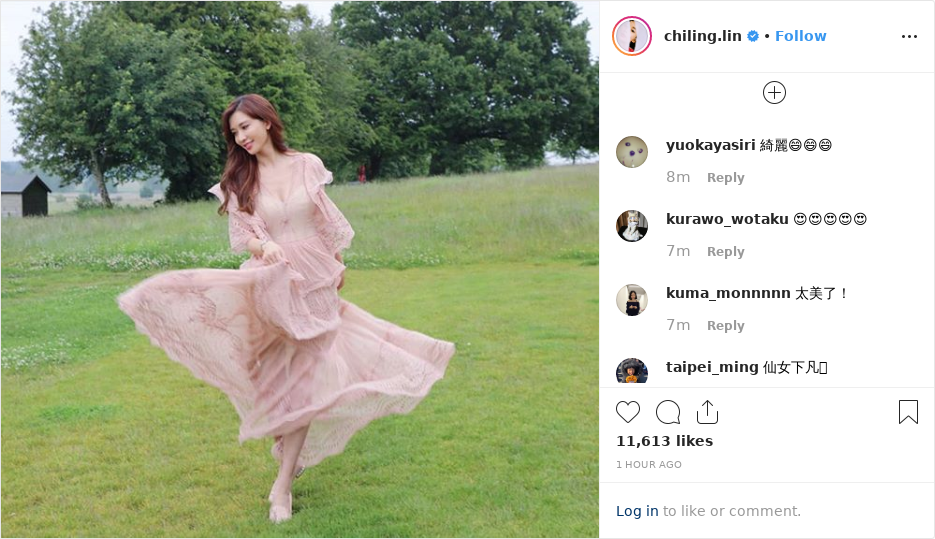 chiling.lin • Follow
yuokayasiri 綺麗😄😄😄
8m Reply
kurawo_wotaku 😍😍😍😍😍
7m Reply
kuma_monnnnn 太美了！
7m Reply
taipei_ming 仙女下凡
11,613 likes
1 HOUR AGO
Log in to like or comment.